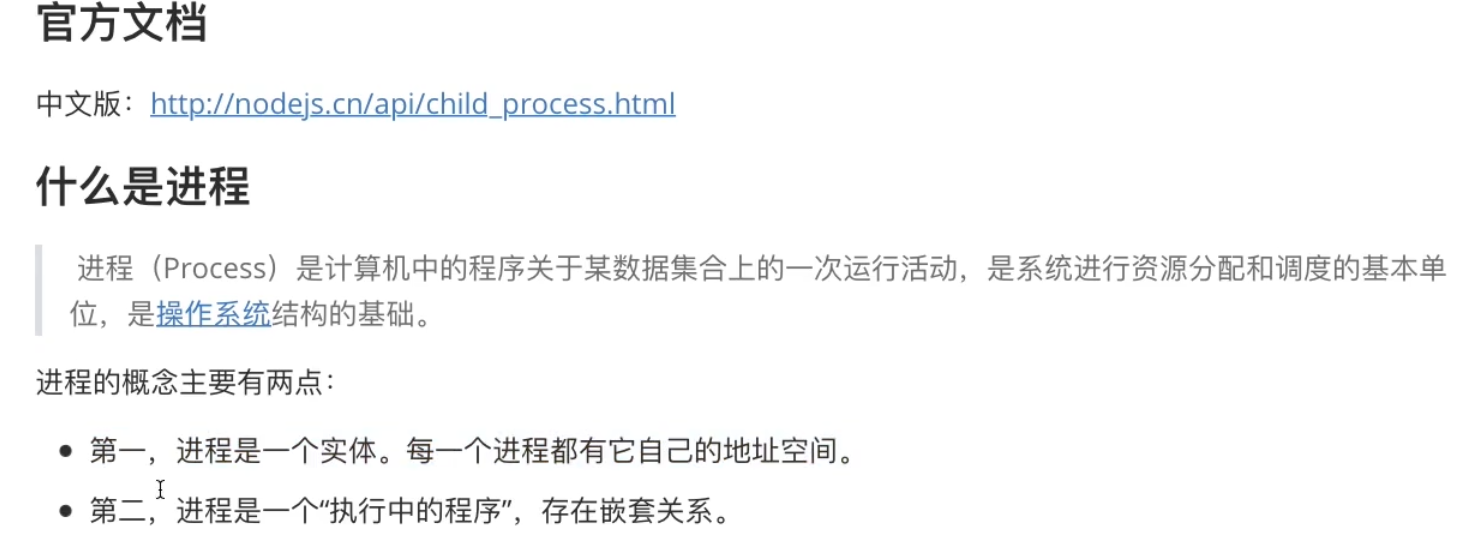 官方文档
中文版：http://nodejs.cn/api/child_process.html
什么是进程
进程（Process）是计算机中的程序关于某数据集合上的一次运行活动，是系统进行资源分配和调度的基本单
位，是操作系统结构的基础。
进程的概念主要有两点：
● 第一，进程是一个实体。每一个进程都有它自己的地址空间。
● 第二，进程是一个“执行中的程序”，存在嵌套关系。